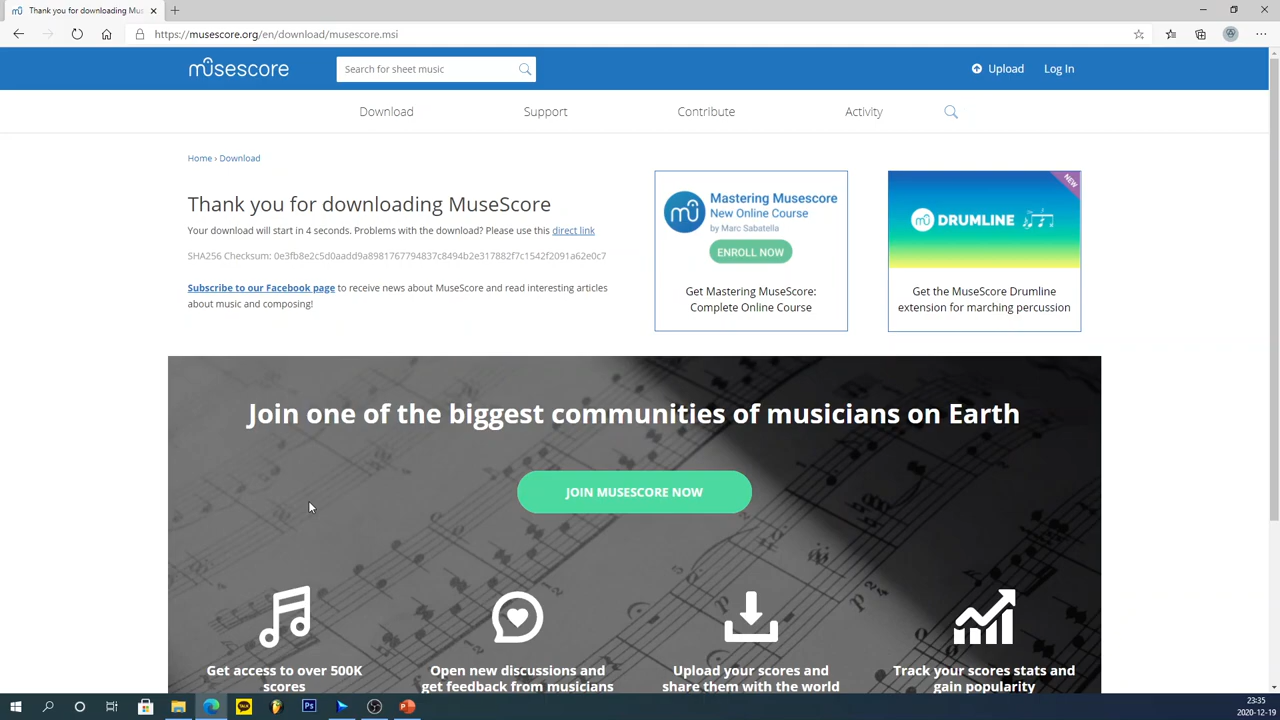 Thank you for downloading Mus
https://musescore.org/en/download/musescore.msi
musescore
Search for sheet music
Upload
Log In
Download
Support
Contribute
Activity
Home › Download
Thank you for downloading MuseScore
Your download will start in 4 seconds. Problems with the download? Please use this direct link
SHA256 Checksum: 0e3fb8e2c5d0aadd9a8981767794837c8494b2e317882f7c1542f2091a62e0c7
Subscribe to our Facebook page to receive news about MuseScore and read interesting articles
about music and composing!
Mastering Musescore
New Online Course
by Marc Sabatella
ENROLL NOW
Get Mastering MuseScore:
Complete Online Course
NEW
DRUMLINE
Get the MuseScore Drumline
extension for marching percussion
Join one of the biggest communities of musicians on Earth
JOIN MUSESCORE NOW
Get access to over 500K
scores
Open new discussions and
get feedback from musicians
Upload your scores and
share them with the world
Track your scores stats and
gain popularity
TALK
Ps
23:35
2020-12-19